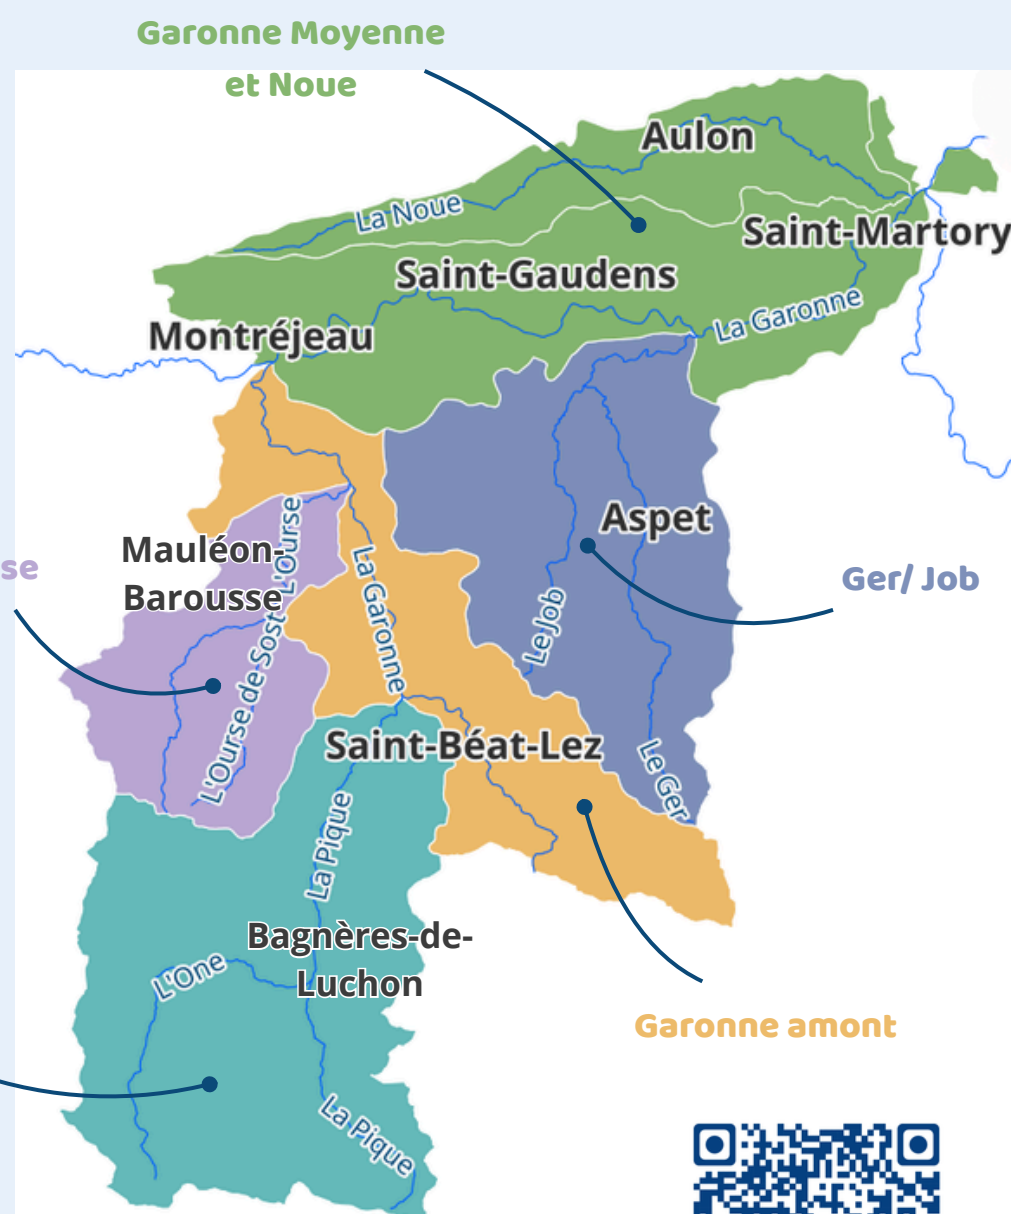 Garonne Moyenne
et Noue
Aulon
La Noue
Saint-Martory
Saint-Gaudens
La Garonne
Montréjeau
Aspet
L'Ourse
Mauléon-
Barousse
se
Ger/ Job
La Garonne
Le Job
L'Ourse de Sost
Saint-Béat-Lez
Le Ger
La Pique
Bagnères-de-
Luchon
L'One
Garonne amont
La Pique